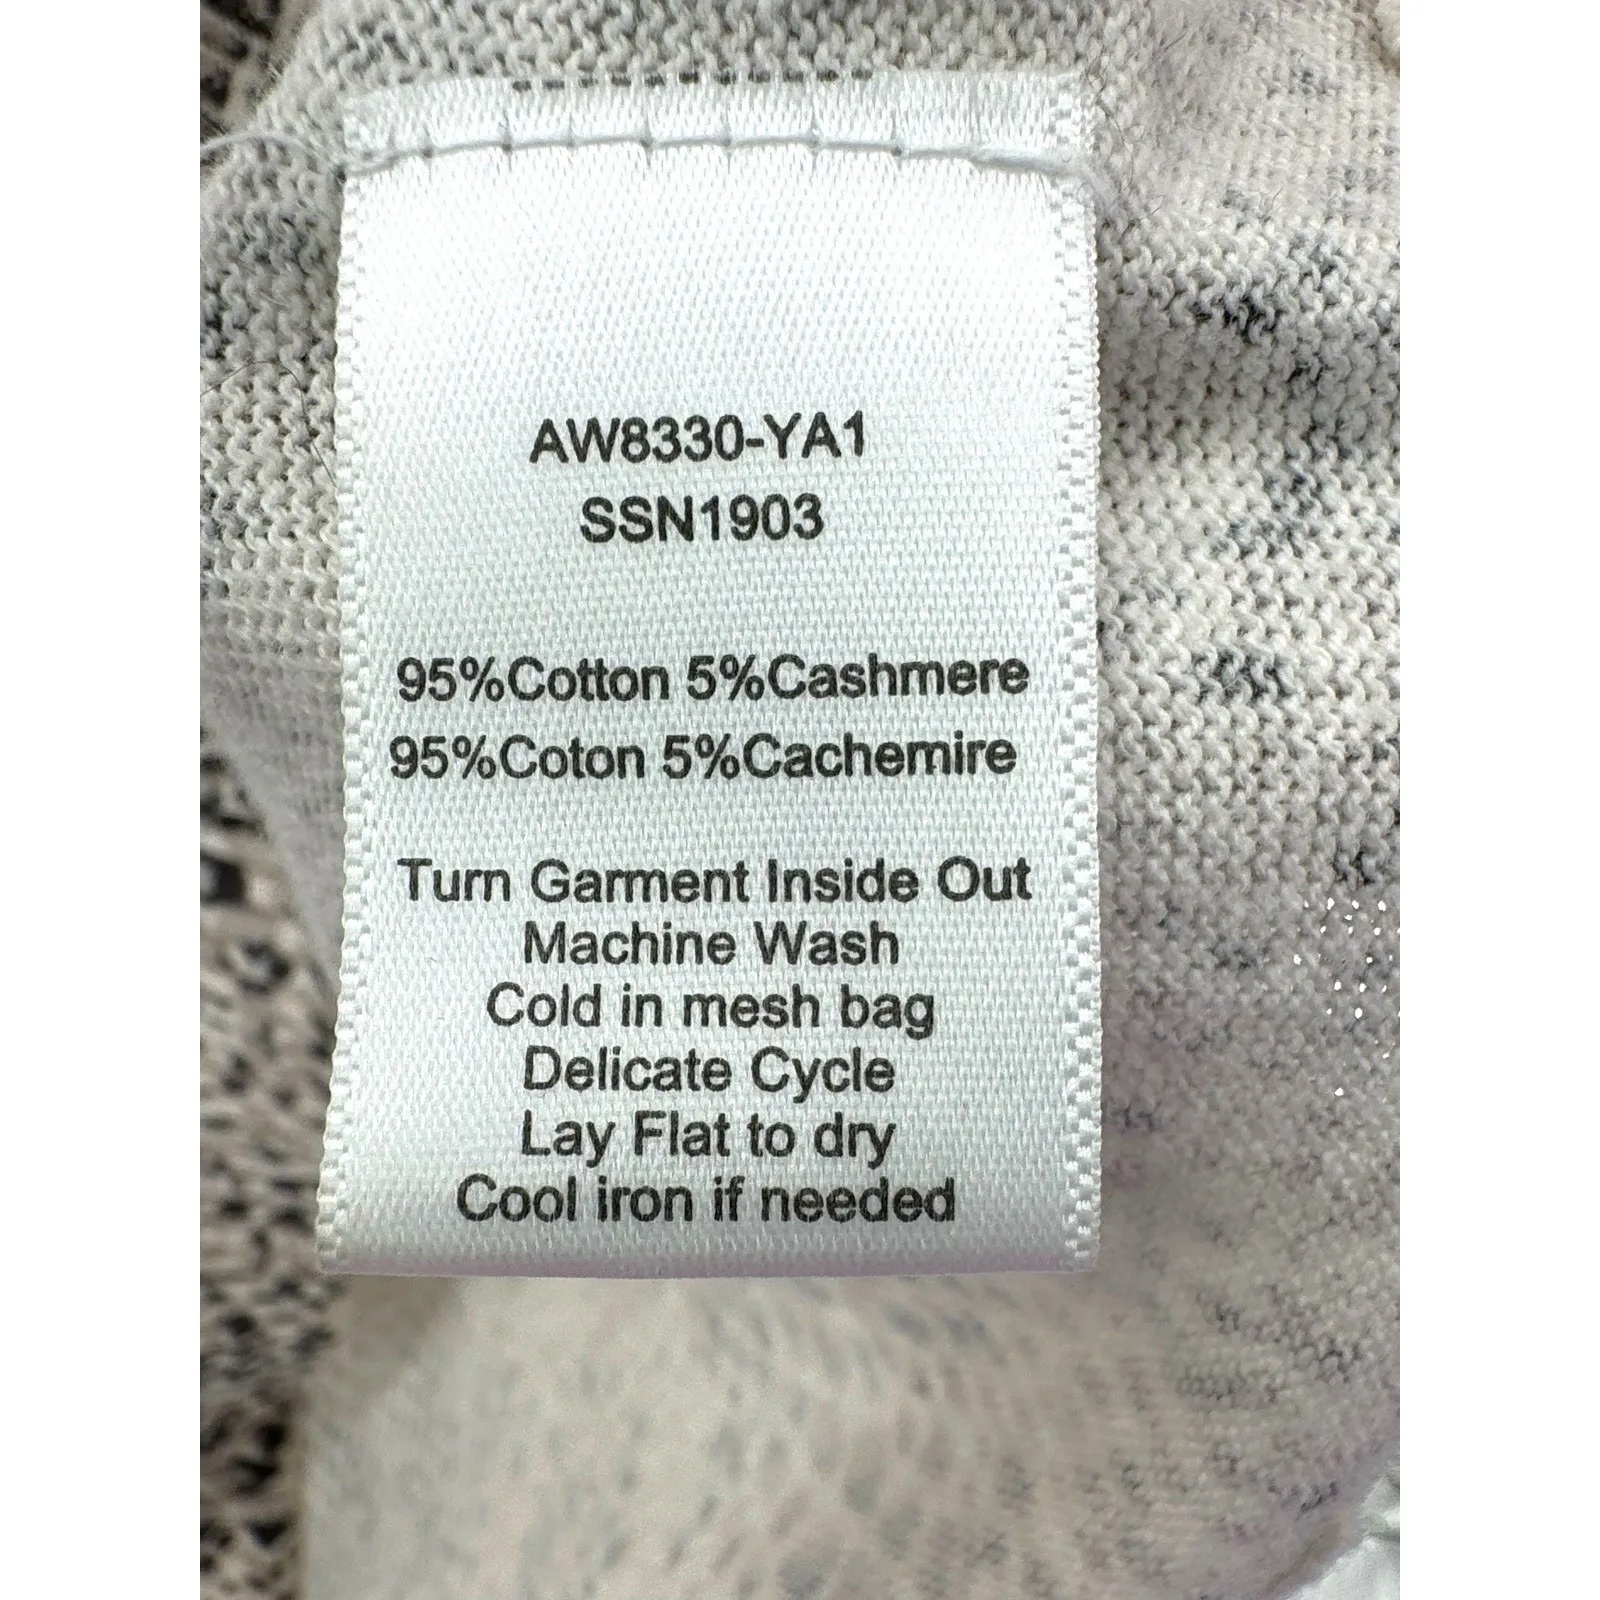 AW8330-YA1
SSN1903
95%Cotton 5%Cashmere
95%Coton 5%Cachemire
Turn Garment Inside Out
Machine Wash
Cold in mesh bag
Delicate Cycle
Lay Flat to dry
Cool iron if needed